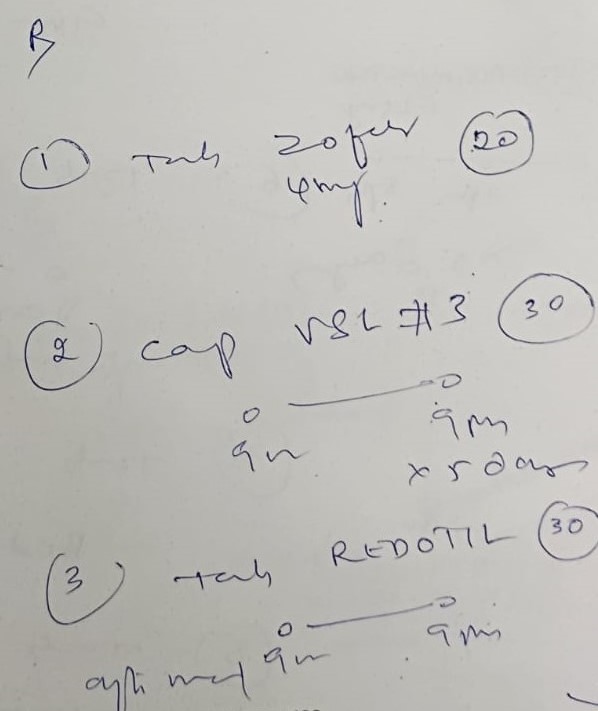 R
① Tab Zofer ⑳
4mg.
② Cap VSL #3 ㉚
0 — 0
9am 9pm
x 5 days
③ Tab REDOTIL ㉚
0 — 0
9am 9pm
after meal